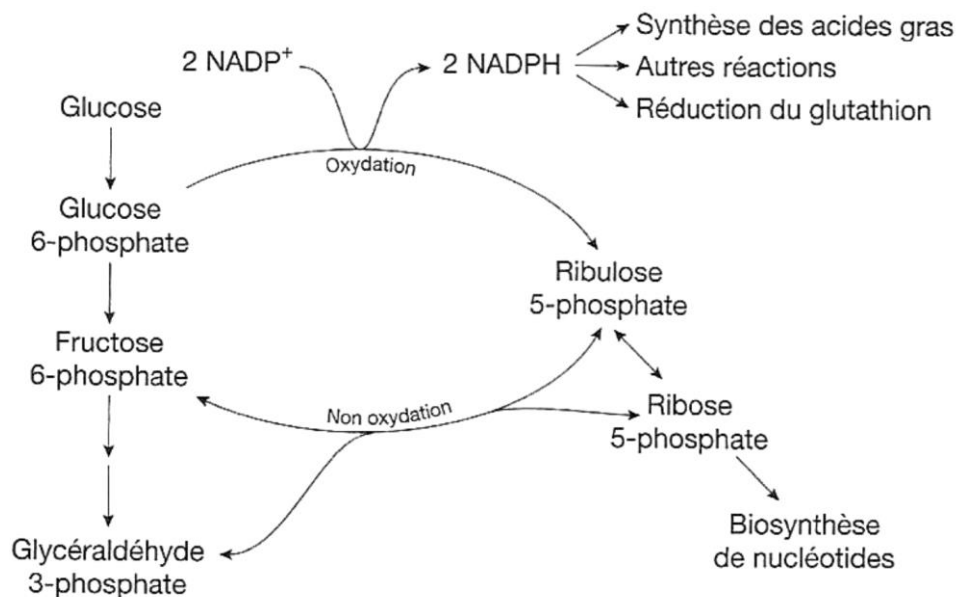 Synthèse des acides gras
2 NADP+
2 NADPH
Autres réactions
Réduction du glutathion
Glucose
Oxydation
Glucose
6-phosphate
Ribulose
5-phosphate
Fructose
6-phosphate
Non oxydation
Ribose
5-phosphate
Glycéraldéhyde
3-phosphate
Biosynthèse
de nucléotides